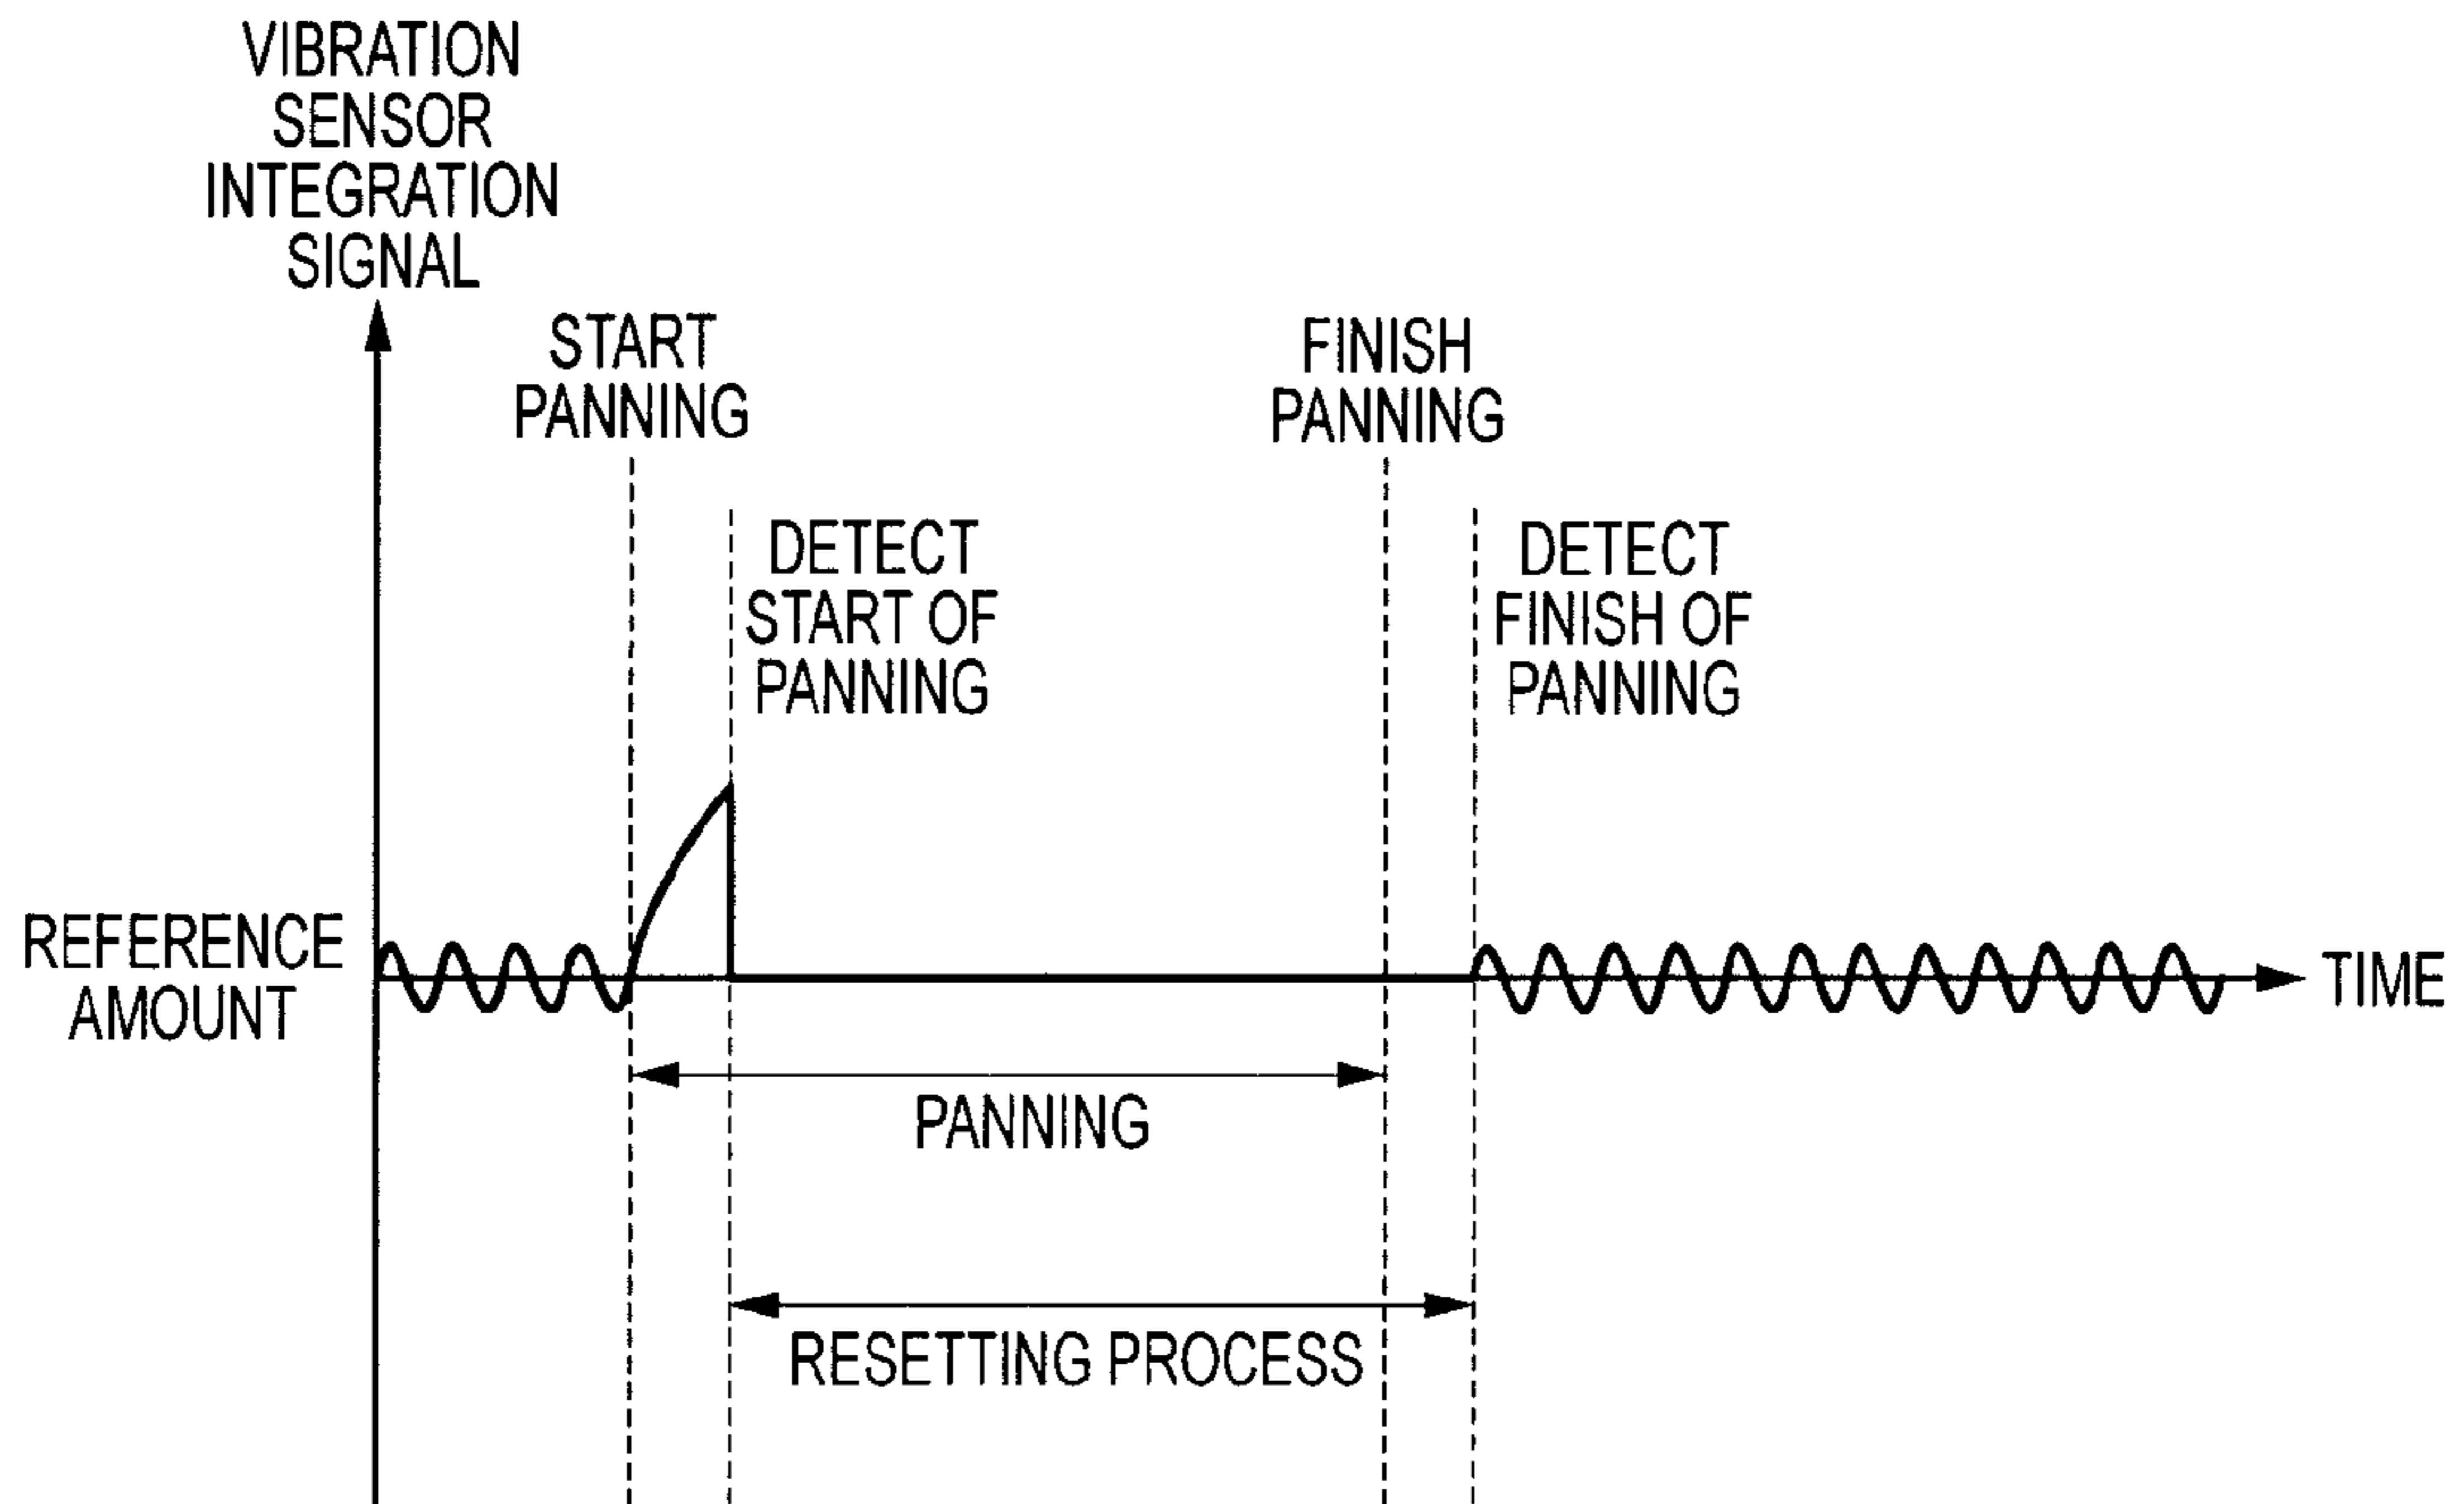 VIBRATION
SENSOR
INTEGRATION
SIGNAL
START
PANNING
FINISH
PANNING
DETECT
START OF
PANNING
DETECT
FINISH OF
PANNING
REFERENCE
AMOUNT
TIME
PANNING
RESETTING PROCESS